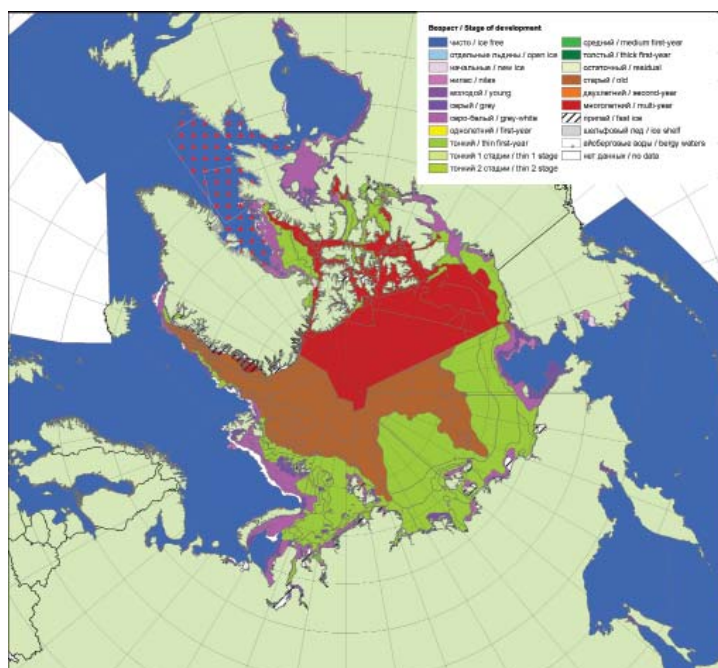 Возраст / Stage of development
чисто / ice free
отдельные льдины / open ice
начальные / new ice
нилас / nilas
молодой / young
серый / grey
серо-белый / grey-white
однолетний / first-year
тонкий / thin first-year
тонкий 1 стадии / thin 1 stage
тонкий 2 стадии / thin 2 stage
средний / medium first-year
толстый / thick first-year
остаточный / residual
старый / old
двухлетний / second-year
многолетний / multi-year
припай / fast ice
шельфовый лед / ice shelf
айсберговые воды / bergy waters
нет данных / no data